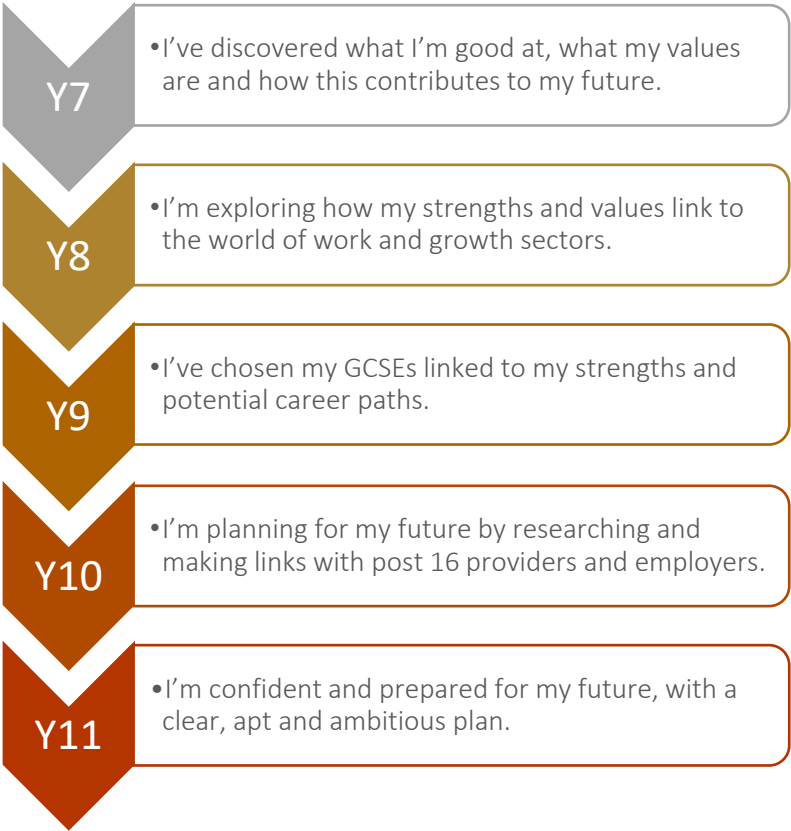 Y7
•I’ve discovered what I’m good at, what my values
are and how this contributes to my future.
Y8
•I’m exploring how my strengths and values link to
the world of work and growth sectors.
Y9
•I’ve chosen my GCSEs linked to my strengths and
potential career paths.
Y10
•I’m planning for my future by researching and
making links with post 16 providers and employers.
Y11
•I’m confident and prepared for my future, with a
clear, apt and ambitious plan.